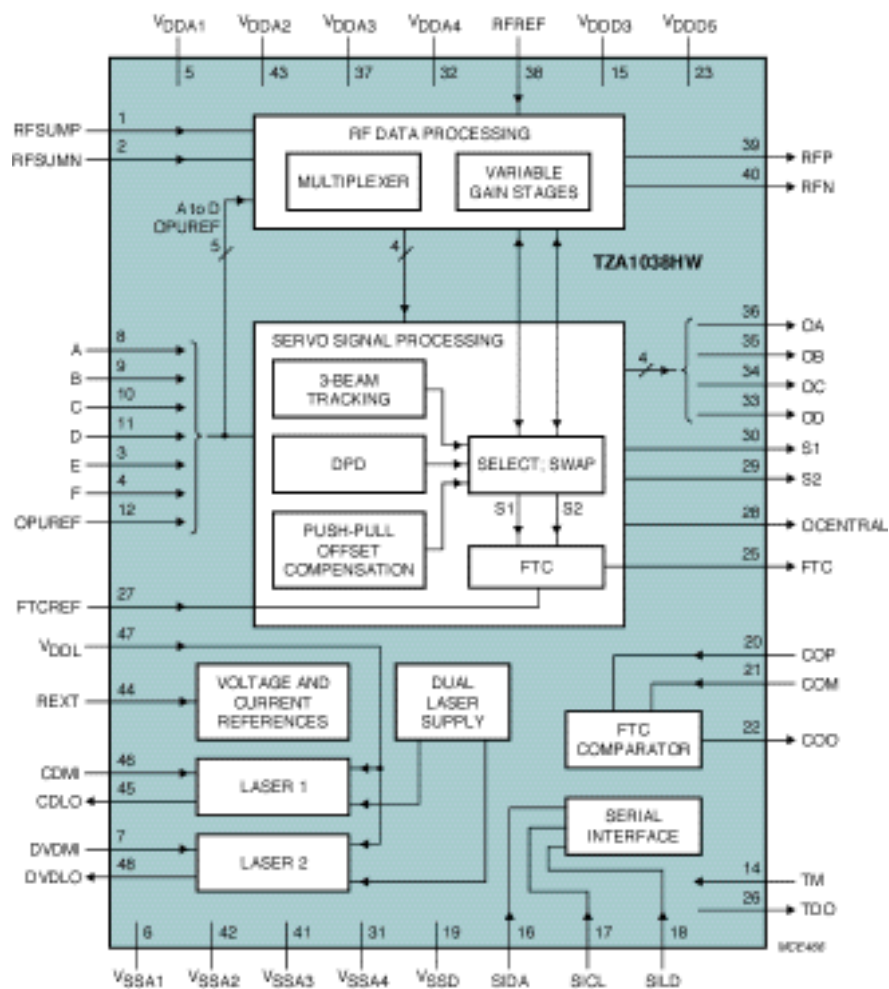 VDDA1 VDDA2 VDDA3 VDDA4 RFREF VDDD3 VDDD5
5 43 37 32 38 15 23
RFSUMP 1
RFSUMN 2
RF DATA PROCESSING
MULTIPLEXER
VARIABLE
GAIN STAGES
39 RFP
40 RFN
A to D
OPUREF
5
4
TZA1038HW
A 8
B 9
C 10
D 11
E 3
F 4
OPUREF 12
SERVO SIGNAL PROCESSING
3-BEAM
TRACKING
DPD
PUSH-PULL
OFFSET
COMPENSATION
SELECT; SWAP
S1 S2
FTC
4
36 OA
35 OB
34 OC
33 OD
30 S1
29 S2
28 OCENTRAL
25 FTC
FTCREF 27
VDDL 47
REXT 44
VOLTAGE AND
CURRENT
REFERENCES
DUAL
LASER
SUPPLY
20 COP
21 COM
22 COO
FTC
COMPARATOR
CDMI 46
CDLO 45
LASER 1
DVDMI 7
DVDLO 48
LASER 2
SERIAL
INTERFACE
14 TM
26 TDO
6 42 41 31 19 16 17 18
MCE486
VSSA1 VSSA2 VSSA3 VSSA4 VSSD SIDA SICL SILD